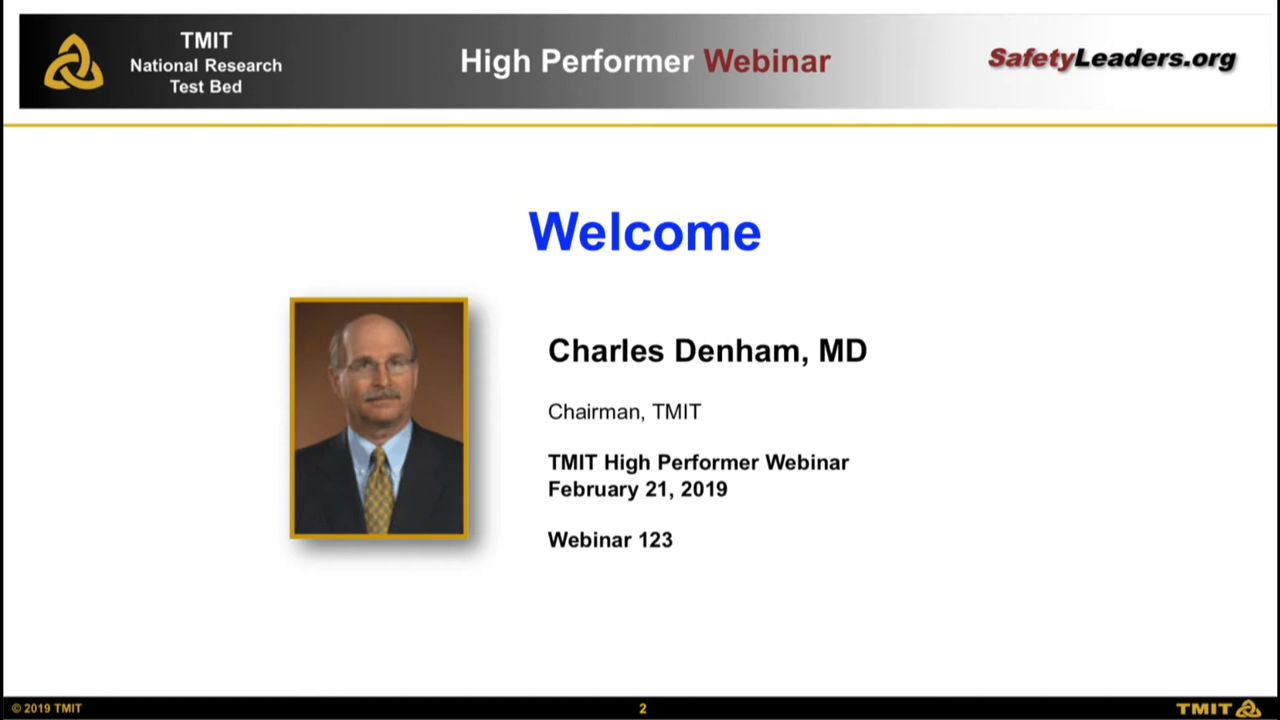 TMIT
National Research
Test Bed
High Performer Webinar
SafetyLeaders.org
Welcome
Charles Denham, MD
Chairman, TMIT
TMIT High Performer Webinar
February 21, 2019
Webinar 123
© 2019 TMIT
2
TMIT